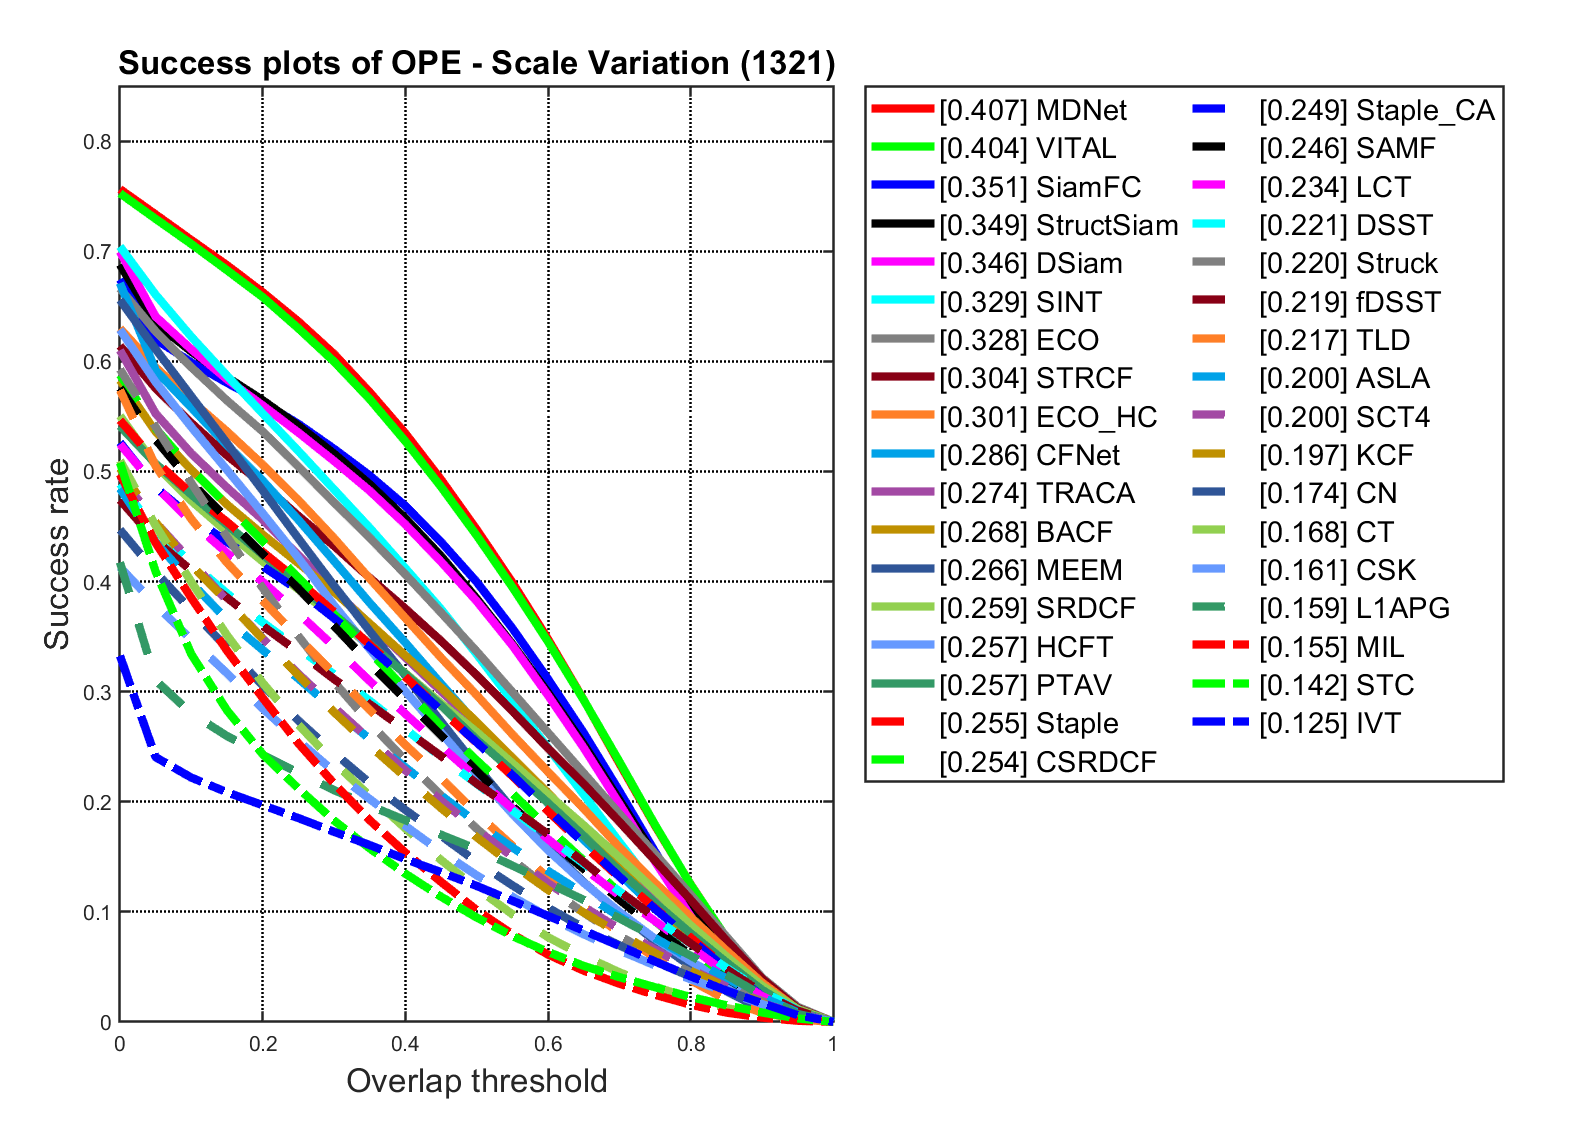 Success plots of OPE - Scale Variation (1321)
0.8
0.7
0.6
0.5
0.4
0.3
0.2
0.1
0
0
0.2
0.4
0.6
0.8
1
Success rate
Overlap threshold
[0.407] MDNet
[0.404] VITAL
[0.351] SiamFC
[0.349] StructSiam
[0.346] DSiam
[0.329] SINT
[0.328] ECO
[0.304] STRCF
[0.301] ECO_HC
[0.286] CFNet
[0.274] TRACA
[0.268] BACF
[0.266] MEEM
[0.259] SRDCF
[0.257] HCFT
[0.257] PTAV
[0.255] Staple
[0.254] CSRDCF
[0.249] Staple_CA
[0.246] SAMF
[0.234] LCT
[0.221] DSST
[0.220] Struck
[0.219] fDSST
[0.217] TLD
[0.200] ASLA
[0.200] SCT4
[0.197] KCF
[0.174] CN
[0.168] CT
[0.161] CSK
[0.159] L1APG
[0.155] MIL
[0.142] STC
[0.125] IVT